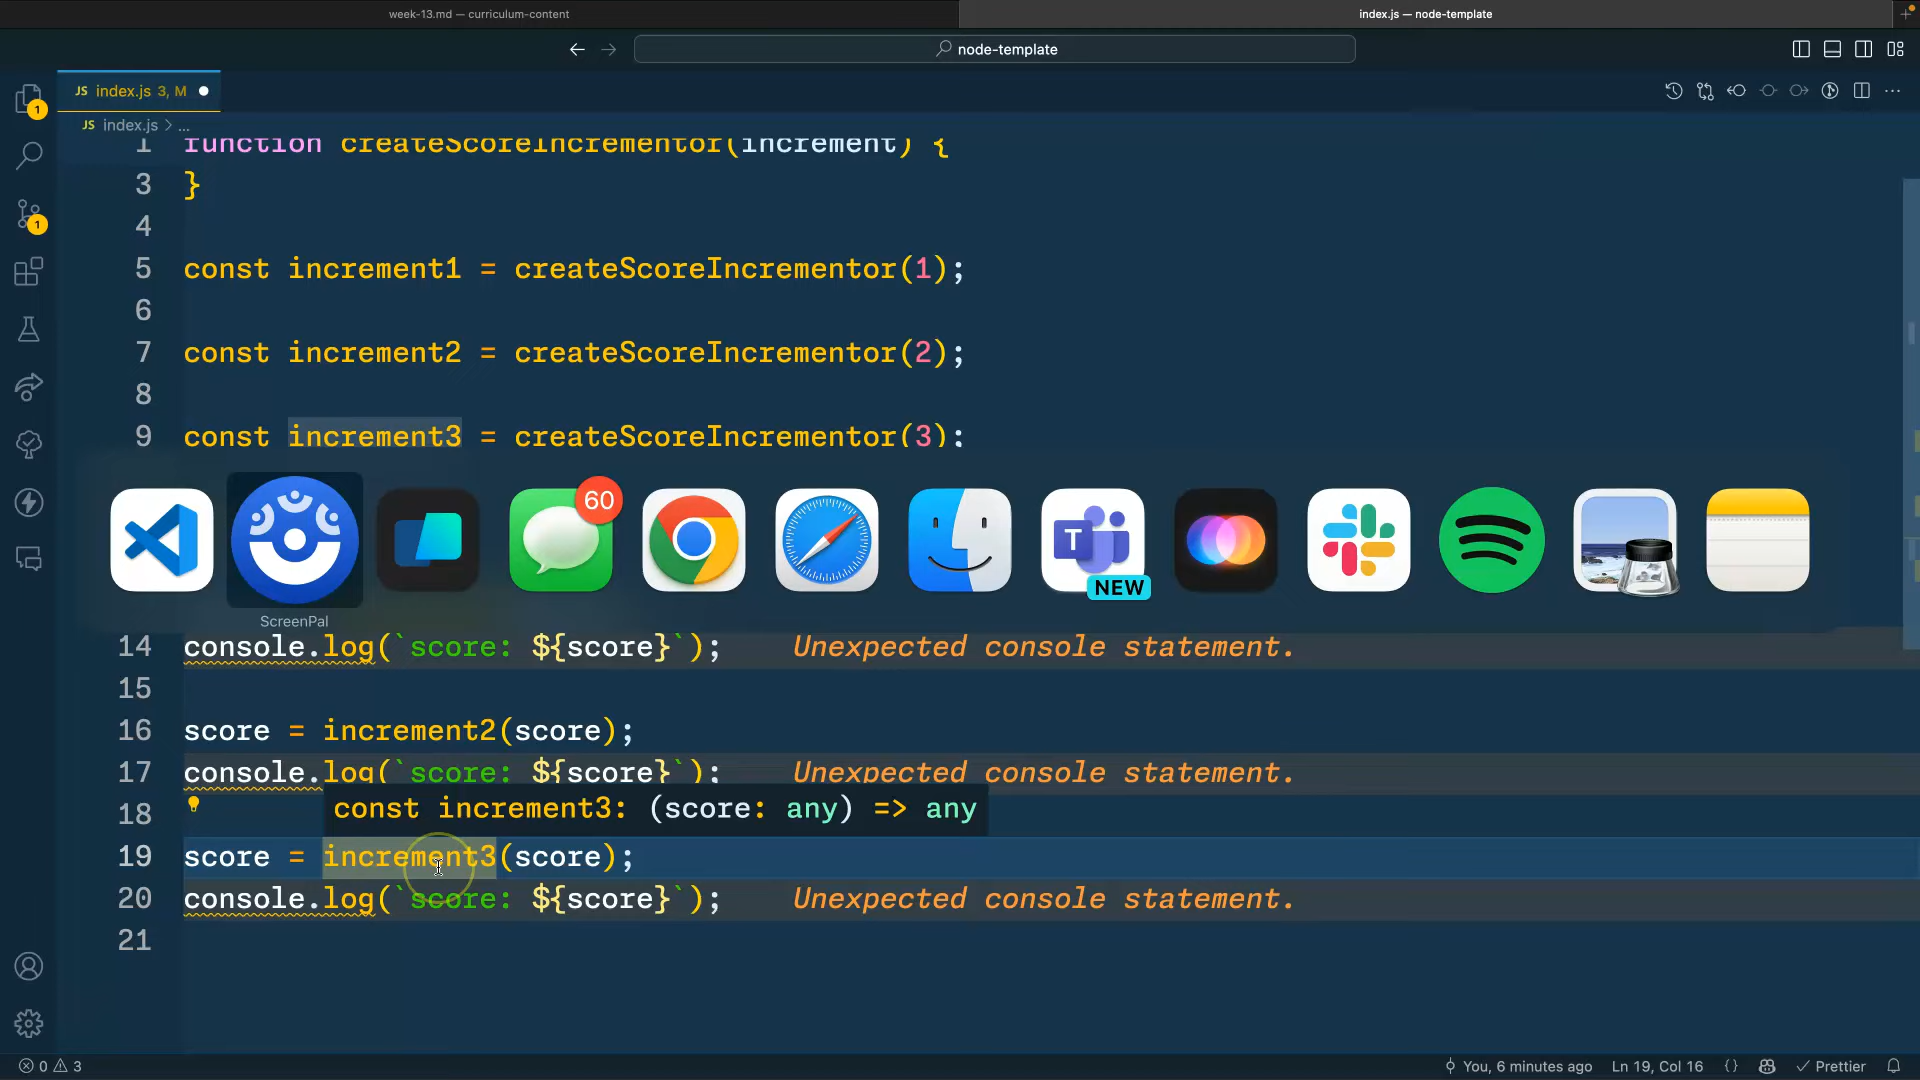 week-13.md — curriculum-content
index.js — node-template
node-template
JS index.js 3, M
JS index.js > ...
1 function createScoreIncrementor(increment) {
3 }
4
5 const increment1 = createScoreIncrementor(1);
6
7 const increment2 = createScoreIncrementor(2);
8
9 const increment3 = createScoreIncrementor(3);
60
T
NEW
ScreenPal
14 console.log(`score: ${score}`); Unexpected console statement.
15
16 score = increment2(score);
17 console.log(`score: ${score}`); Unexpected console statement.
18
const increment3: (score: any) => any
19 score = increment3(score);
20 console.log(`score: ${score}`); Unexpected console statement.
21
1
1
0 3
You, 6 minutes ago Ln 19, Col 16 {} Prettier